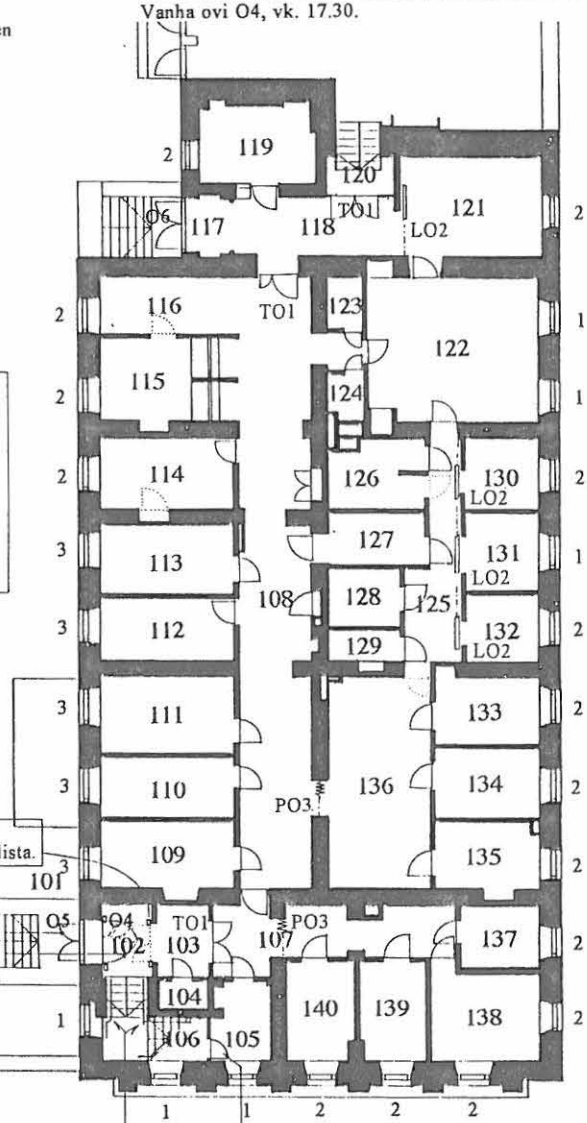 Vanha ovi O4, vk. 17.30.
en
2 119
120 121 2
O6 117 118 TO1 LO2
2 116 TO1 123 122 1
2 115 124 1
2 114 126 130 2
LO2
3 113 127 131 1
LO2
3 112 108 128 125 132 2
129 LO2
3 111 133 2
3 110 136 134 2
PO3
lista. 3 109 135 2
101
O5 O4 TO1 PO3
102 103 107 137 2
104
1 106 105 140 139 138 2
1 1 2 2 2